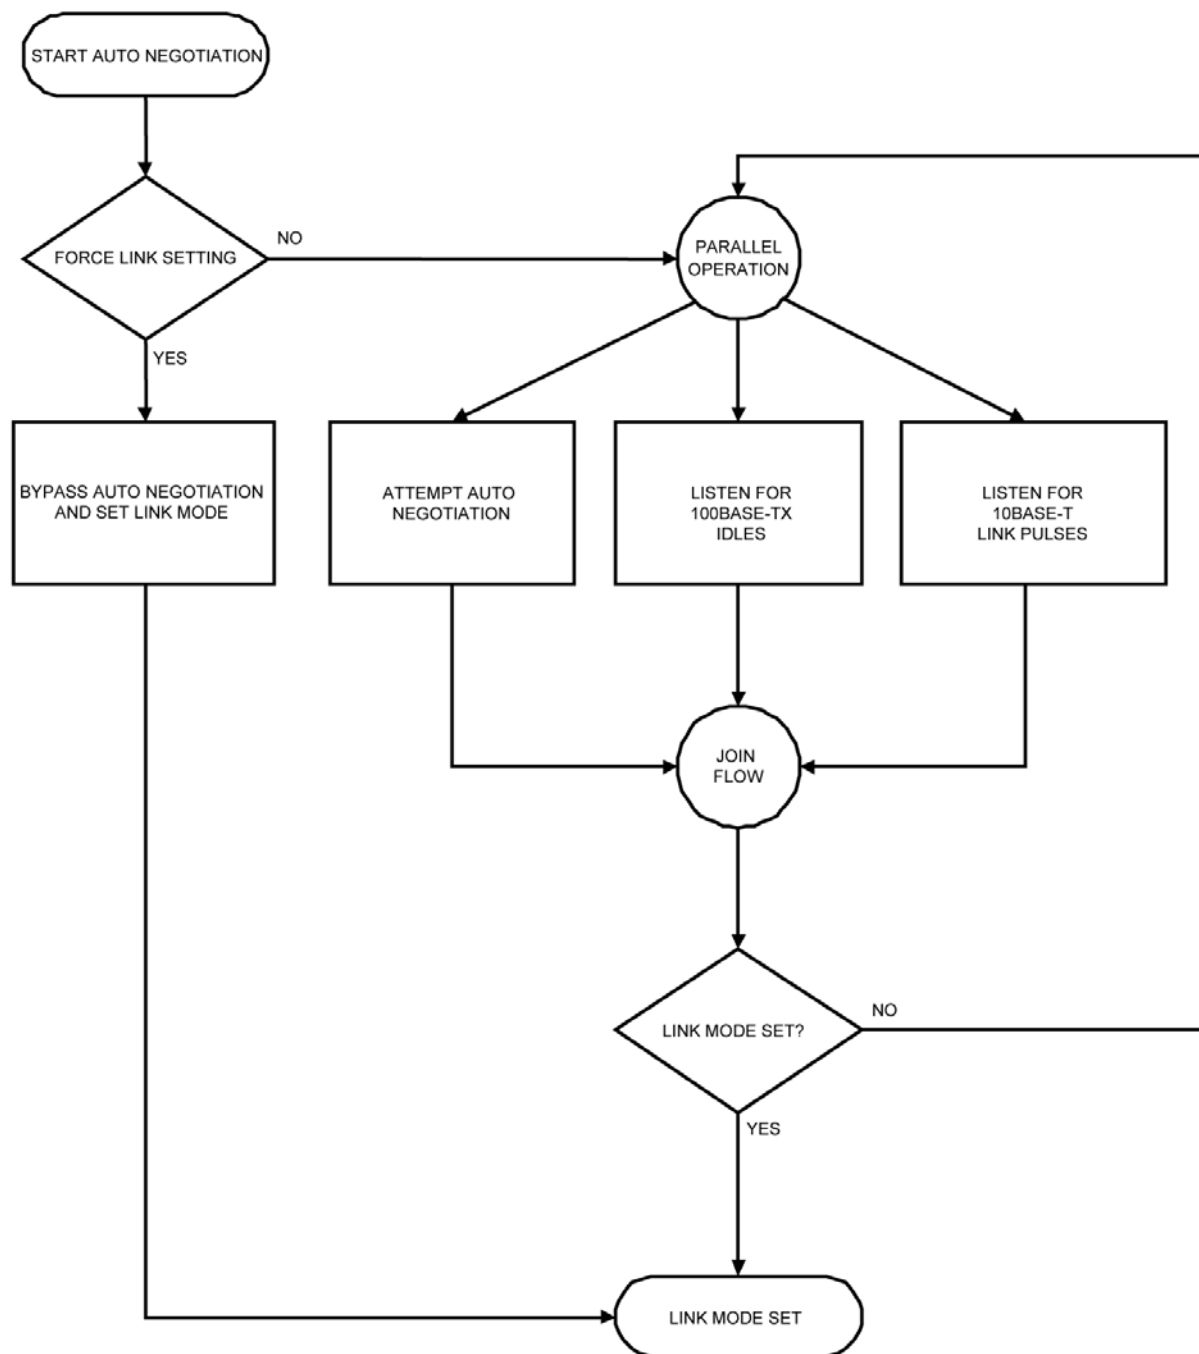 START AUTO NEGOTIATION
FORCE LINK SETTING
NO
PARALLEL
OPERATION
YES
BYPASS AUTO NEGOTIATION
AND SET LINK MODE
ATTEMPT AUTO
NEGOTIATION
LISTEN FOR
100BASE-TX
IDLES
LISTEN FOR
10BASE-T
LINK PULSES
JOIN
FLOW
LINK MODE SET?
NO
YES
LINK MODE SET